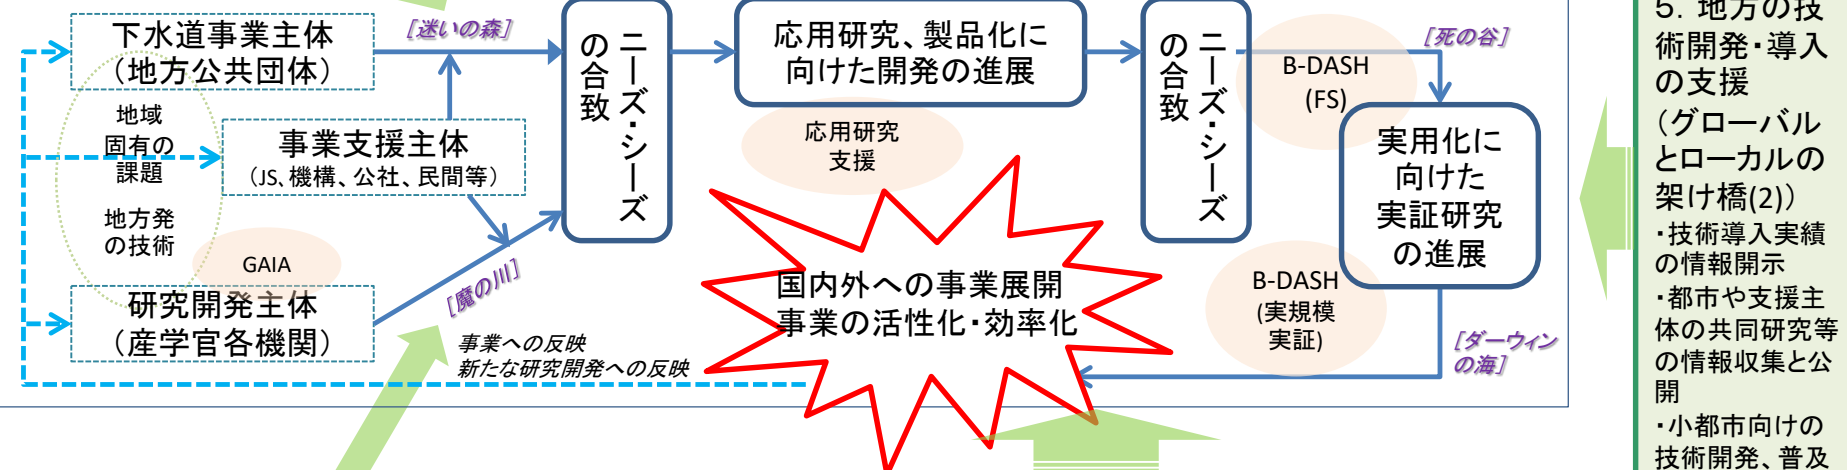 下水道事業主体
（地方公共団体）
[迷いの森]
地域
固有の
課題
地方発
の技術
事業支援主体
（JS、機構、公社、民間等）
GAIA
研究開発主体
（産学官各機関）
[魔の川]
事業への反映
新たな研究開発への反映
ニーズ・シーズ
の合致
応用研究、製品化に
向けた開発の進展
応用研究
支援
国内外への事業展開
事業の活性化・効率化
ニーズ・シーズ
の合致
B-DASH
(FS)
[死の谷]
実用化に
向けた
実証研究
の進展
B-DASH
(実規模
実証)
[ダーウィン
の海]
5．地方の技
術開発・導入
の支援
（グローバル
とローカルの
架け橋(2)）
・技術導入実績
の情報開示
・都市や支援主
体の共同研究等
の情報収集と公
開
・小都市向けの
技術開発、普及